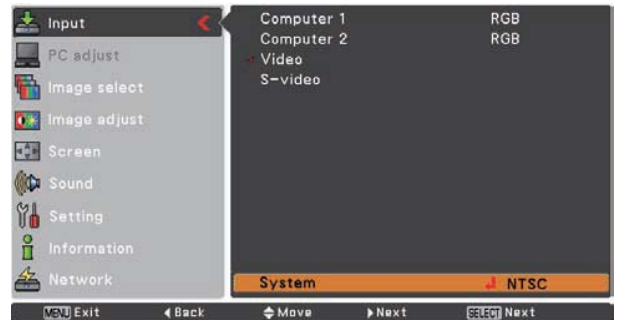 Input
PC adjust
Image select
Image adjust
Screen
Sound
Setting
Information
Network
Computer 1 RGB
Computer 2 RGB
Video
S-video
System NTSC
MENU Exit Back Move Next SELECT Next